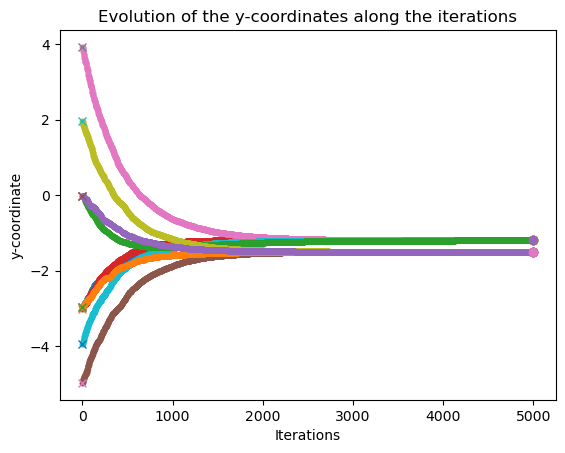 Evolution of the y-coordinates along the iterations
4
2
0
−2
−4
y-coordinate
0 1000 2000 3000 4000 5000
Iterations